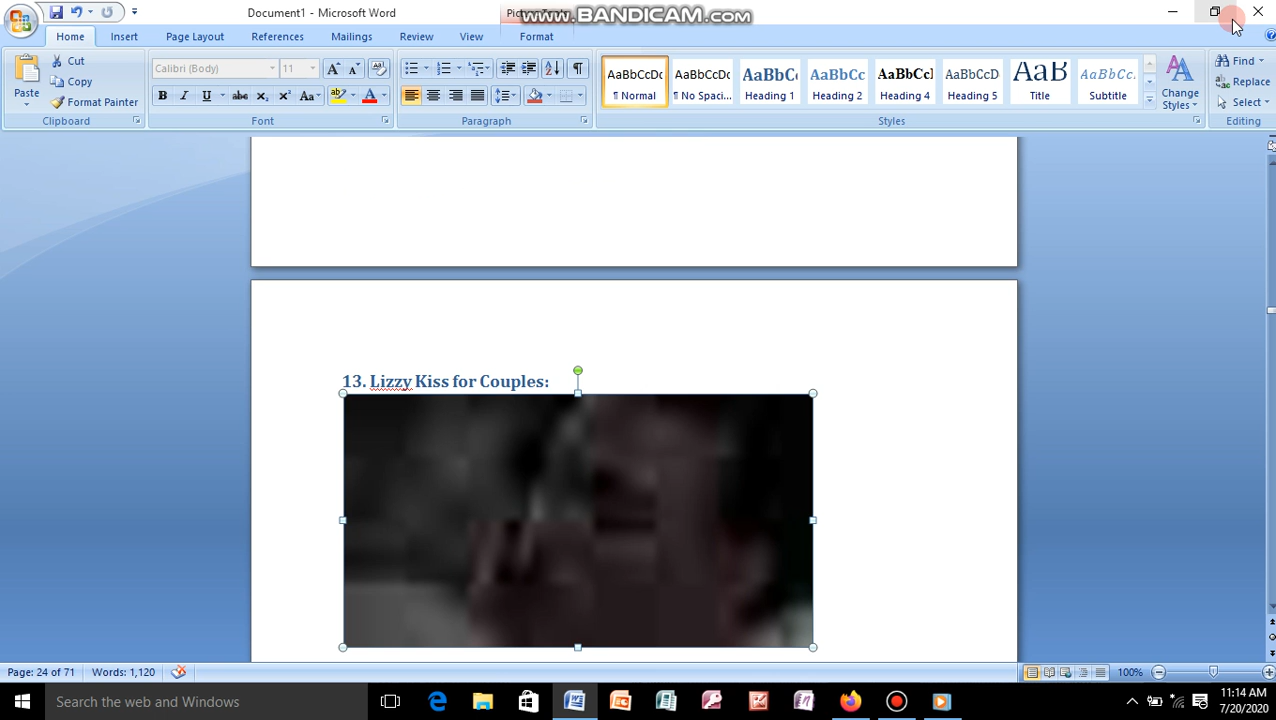 Document1 - Microsoft Word
Picture Tools
www.BANDICAM.com
Home
Insert
Page Layout
References
Mailings
Review
View
Format
Paste
Cut
Copy
Format Painter
Clipboard
Calibri (Body)
11
Font
Paragraph
AaBbCcDc
¶ Normal
AaBbCcDc
¶ No Spaci...
AaBbC
Heading 1
AaBbCc
Heading 2
AaBbCcI
Heading 4
AaBbCcD
Heading 5
AaB
Title
AaBbCc.
Subtitle
Change
Styles
Styles
Find
Replace
Select
Editing
13. Lizzy Kiss for Couples:
Page: 24 of 71
Words: 1,120
100%
Search the web and Windows
11:14 AM
7/20/2020